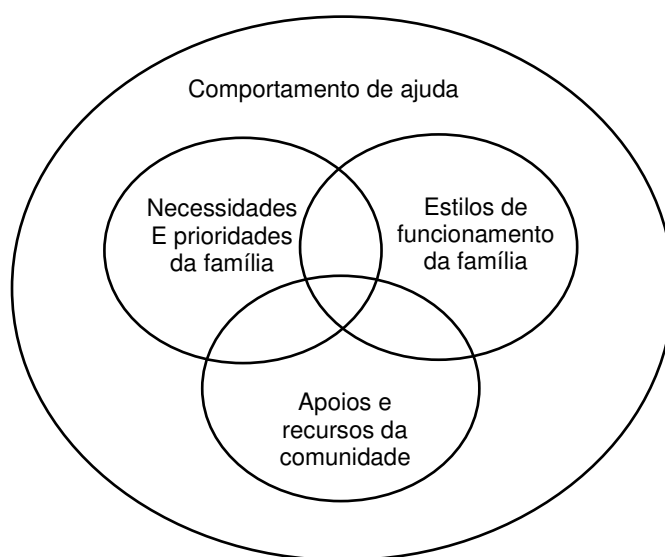 Comportamento de ajuda
Necessidades
E prioridades
da família
Estilos de
funcionamento
da família
Apoios e
recursos da
comunidade